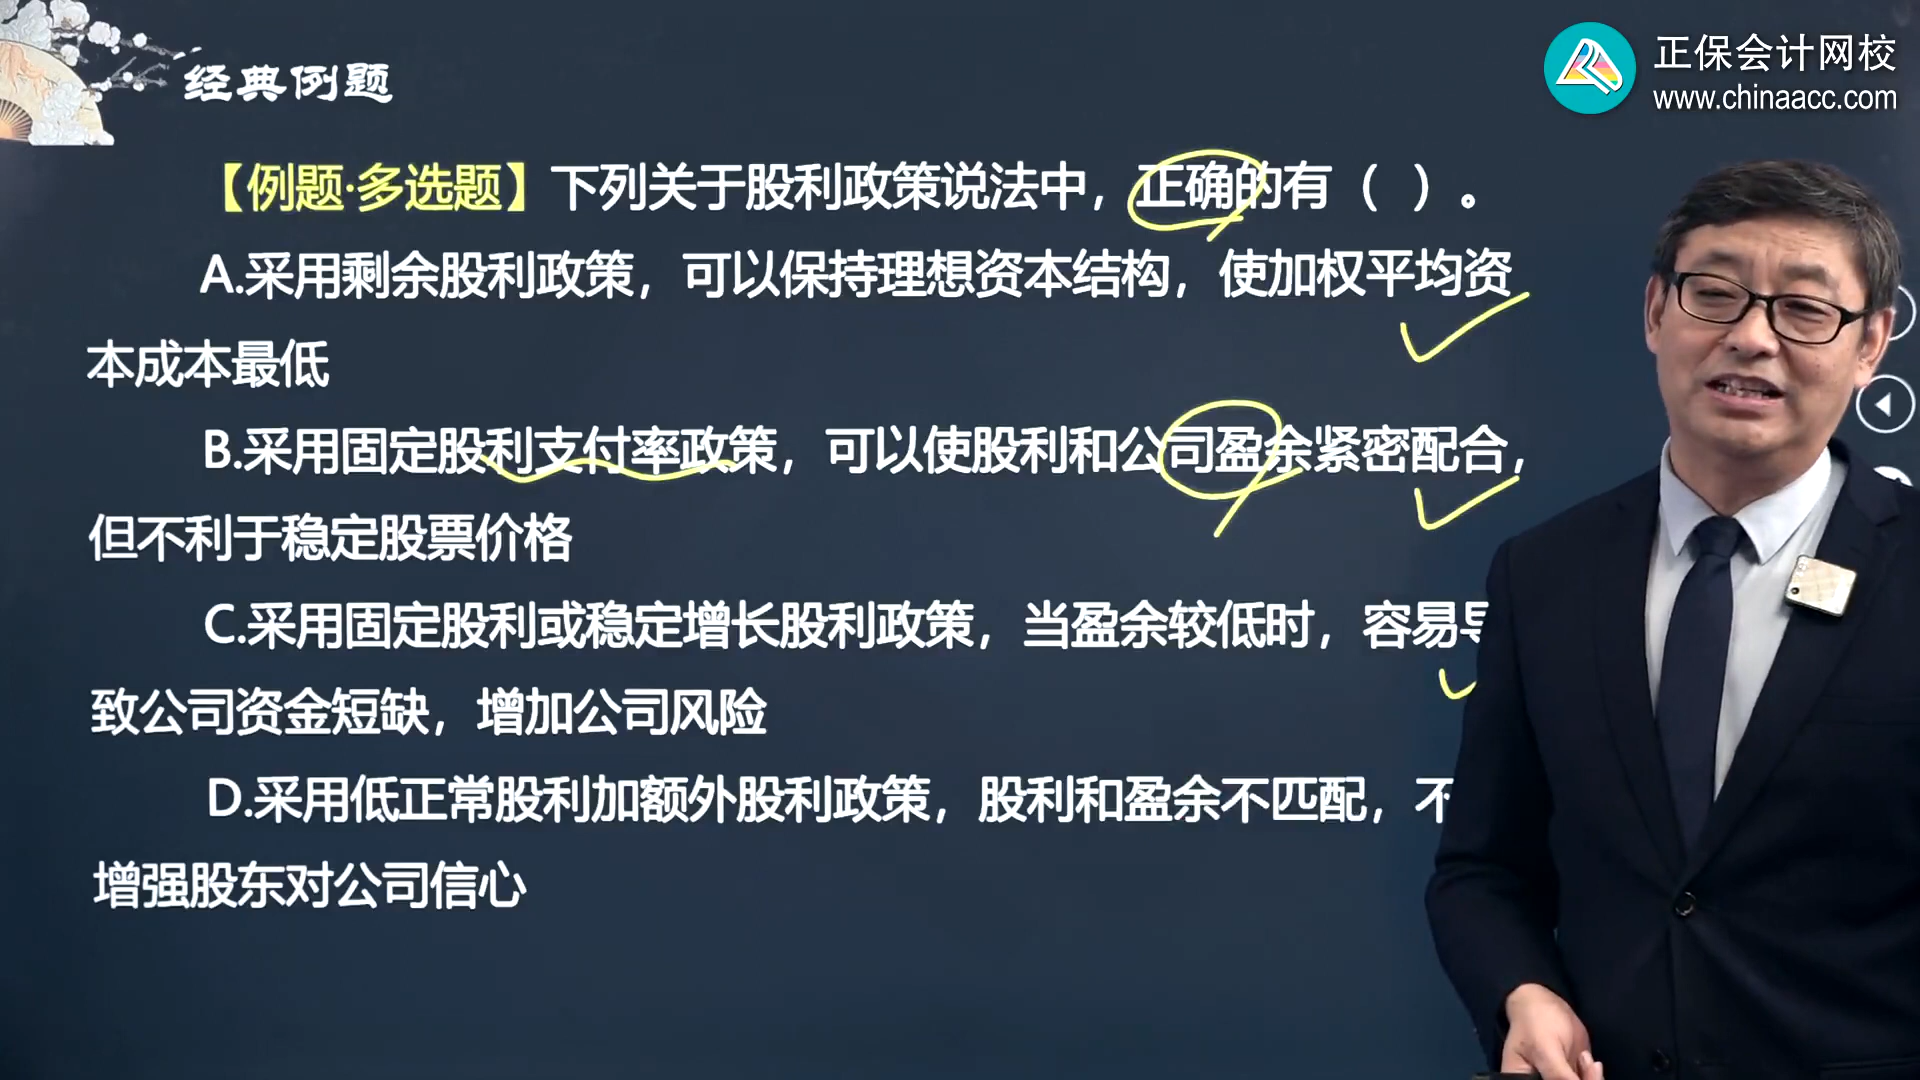 正保会计网校
www.chinaacc.com
经典例题
【例题·多选题】下列关于股利政策说法中，正确的有（ ）。
A.采用剩余股利政策，可以保持理想资本结构，使加权平均资
本成本最低
B.采用固定股利支付率政策，可以使股利和公司盈余紧密配合，
但不利于稳定股票价格
C.采用固定股利或稳定增长股利政策，当盈余较低时，容易导
致公司资金短缺，增加公司风险
D.采用低正常股利加额外股利政策，股利和盈余不匹配，不
增强股东对公司信心